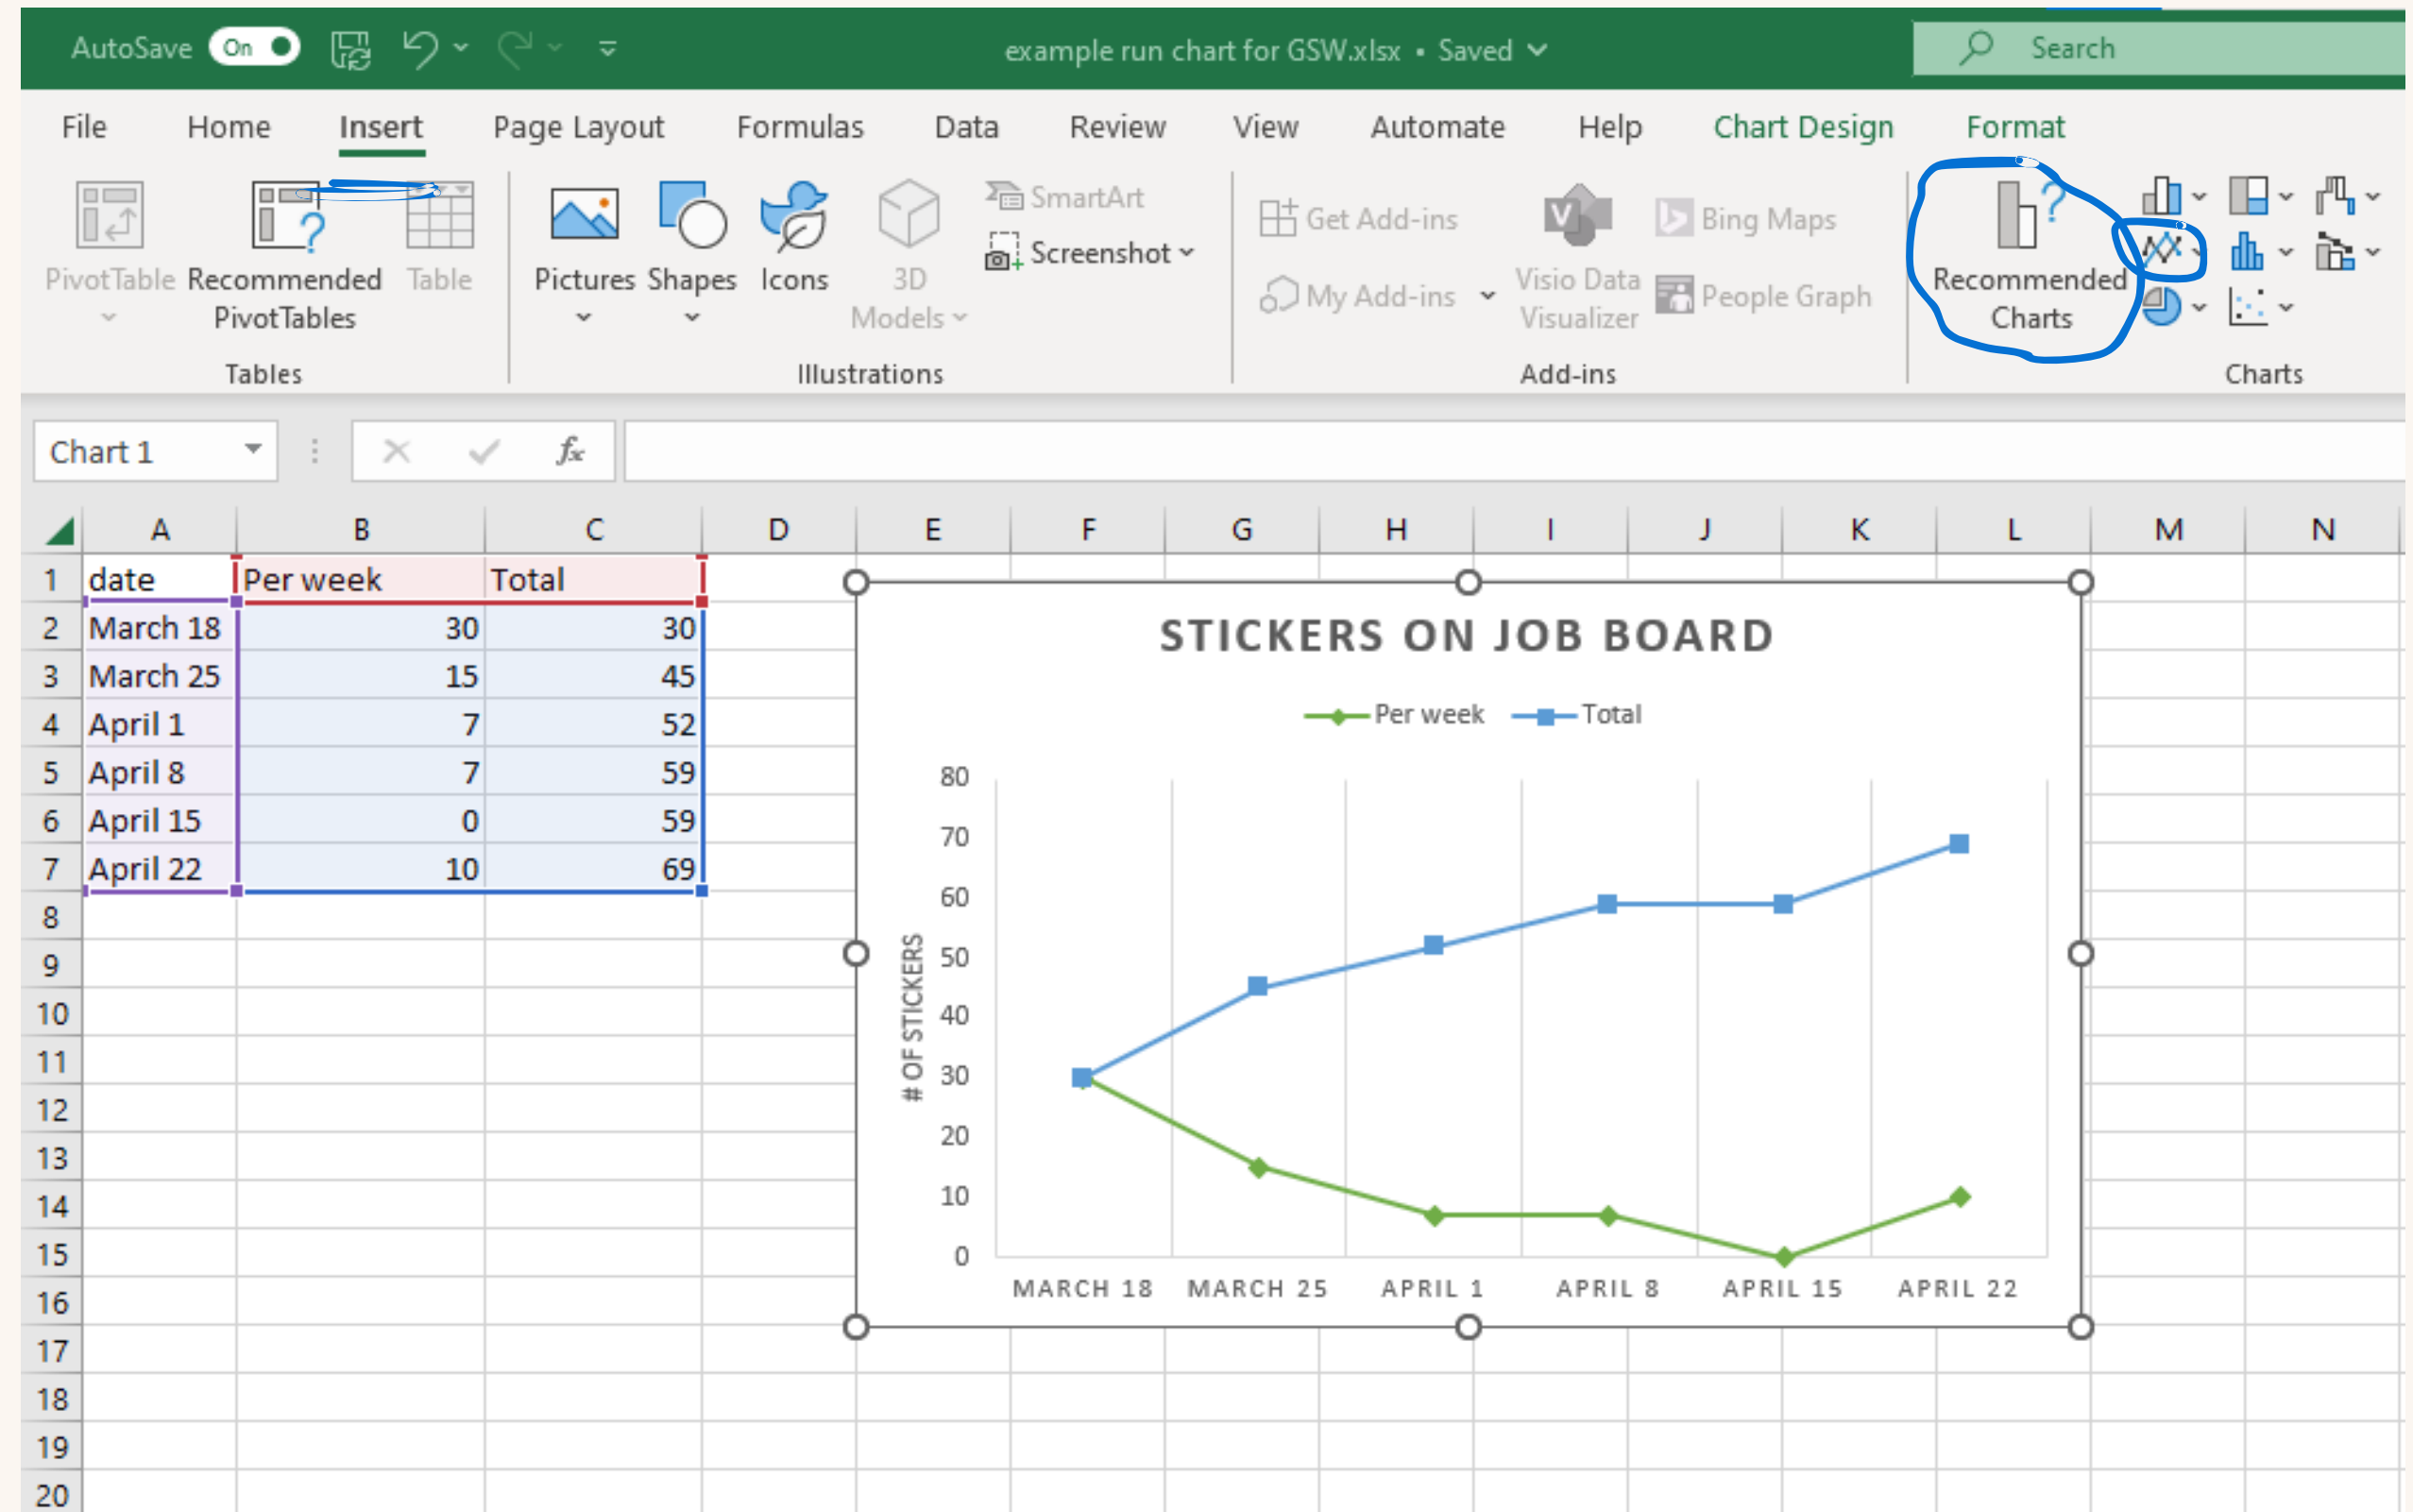 AutoSave On example run chart for GSW.xlsx • Saved Search
File Home Insert Page Layout Formulas Data Review View Automate Help Chart Design Format
PivotTable
Recommended
PivotTables
Table
Tables
Pictures
Shapes
Icons
3D
Models
SmartArt
Screenshot
Illustrations
Get Add-ins
My Add-ins
Visio Data
Visualizer
Bing Maps
People Graph
Add-ins
Recommended
Charts
Charts
Chart 1 fx
A B C D E F G H I J K L M N
1 date Per week Total
2 March 18 30 30
3 March 25 15 45
4 April 1 7 52
5 April 8 7 59
6 April 15 0 59
7 April 22 10 69
8
9
10
11
12
13
14
15
16
17
18
19
20
STICKERS ON JOB BOARD
Per week Total
# OF STICKERS
80
70
60
50
40
30
20
10
0
MARCH 18 MARCH 25 APRIL 1 APRIL 8 APRIL 15 APRIL 22